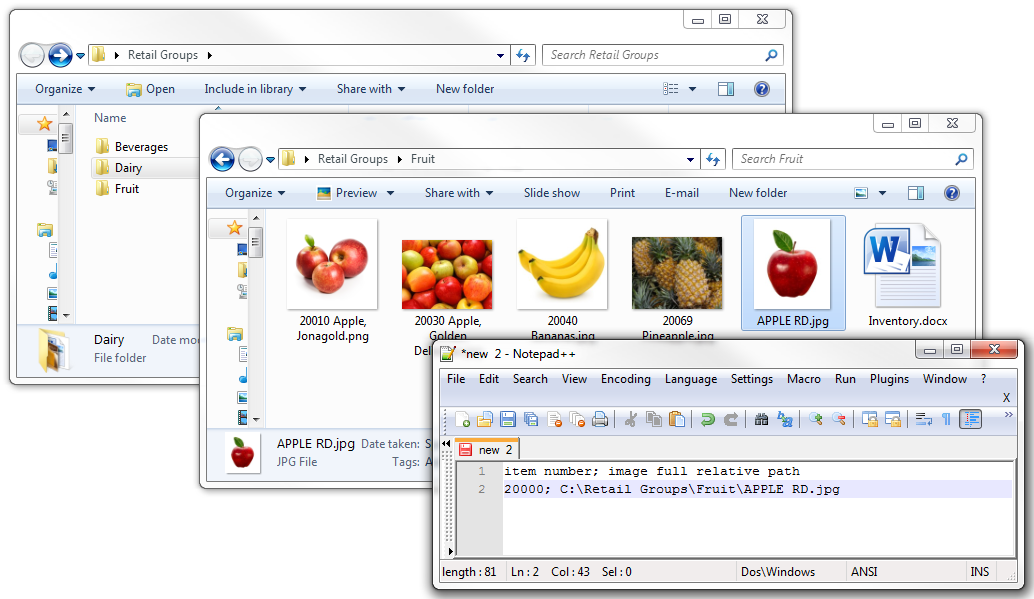 Retail Groups
Search Retail Groups
Organize
Open
Include in library
Share with
New folder
Name
Beverages
Dairy
Fruit
Dairy
Date mo
File folder
Retail Groups
Fruit
Search Fruit
Organize
Preview
Share with
Slide show
Print
E-mail
New folder
20010 Apple,
Jonagold.png
20030 Apple,
Golden
Del
20040
Bananas.jpg
20069
Pineapple.jpg
APPLE RD.jpg
W
Inventory.docx
APPLE RD.jpg
Date taken: S
JPG File
Tags: A
*new 2 - Notepad++
File Edit Search View Encoding Language Settings Macro Run Plugins Window ?
X
new 2
1 item number; image full relative path
2 20000; C:\Retail Groups\Fruit\APPLE RD.jpg
length : 81 Ln : 2 Col : 43 Sel : 0 Dos\Windows ANSI INS